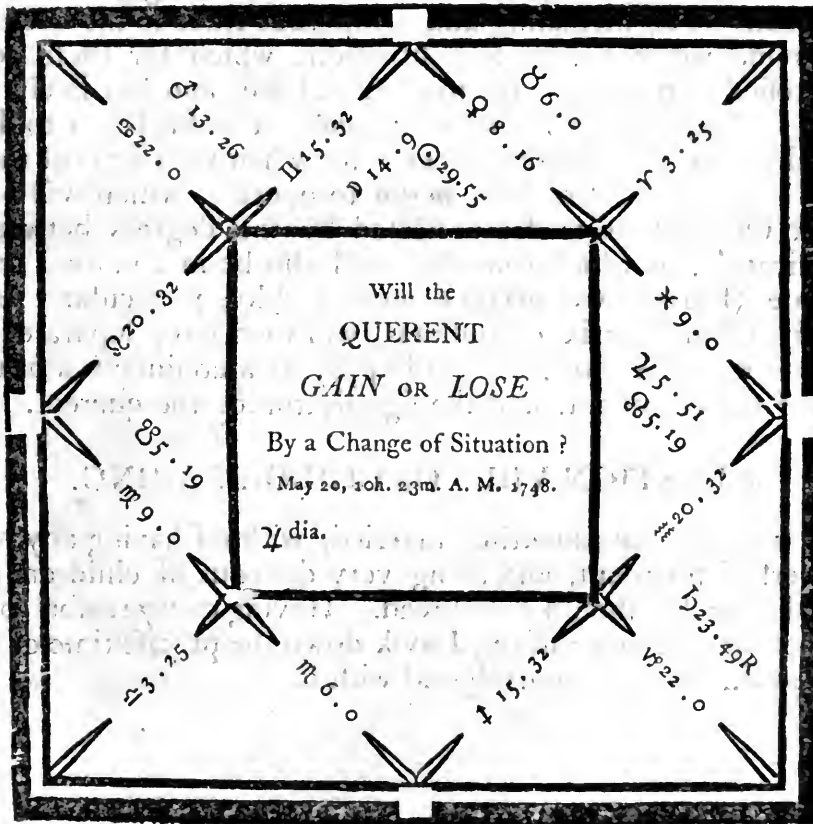 ♂ 13.26
♋ 22.0
♊ 15.32
☽ 14 9
☉ 29.55
♀ 8.16
♉ 6.0
♈ 3.25
♌ 20.32
☋ 5.19
♍ 9.0
♓ 9.0
♃ 5.51
☊ 5.19
♒ 20.32
Will the
QUERENT
GAIN OR LOSE
By a Change of Situation ?
May 20, 10h. 23m A. M. 1748.
♃ dia.
♎ 3.25
♏ 6.0
♐ 15.32
♑ 22.0
♄ 23.49R